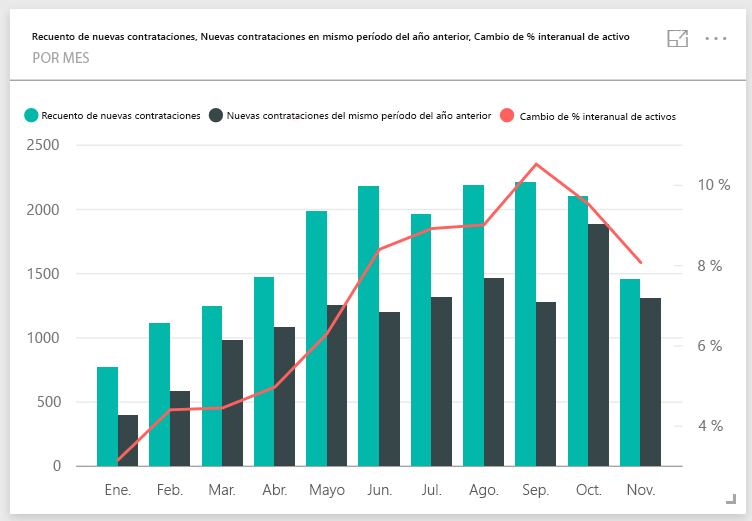 Recuento de nuevas contrataciones, Nuevas contrataciones en mismo período del año anterior, Cambio de % interanual de activo
POR MES
Recuento de nuevas contrataciones Nuevas contrataciones del mismo período del año anterior Cambio de % interanual de activos
2500
10 %
2000
8 %
1500
1000
6 %
500
4 %
0
Ene. Feb. Mar. Abr. Mayo Jun. Jul. Ago. Sep. Oct. Nov.